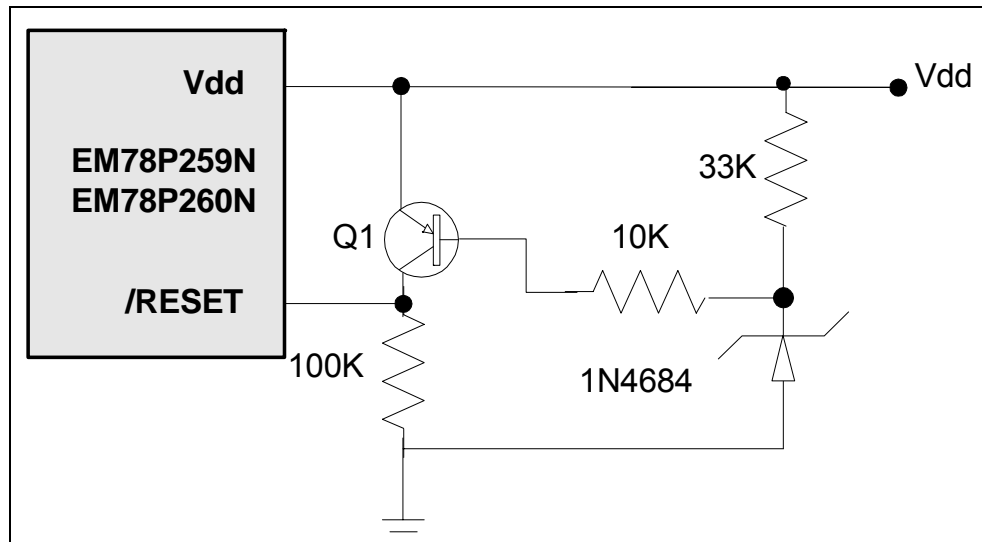 Vdd
Vdd
EM78P259N
EM78P260N
33K
Q1
10K
/RESET
100K
1N4684